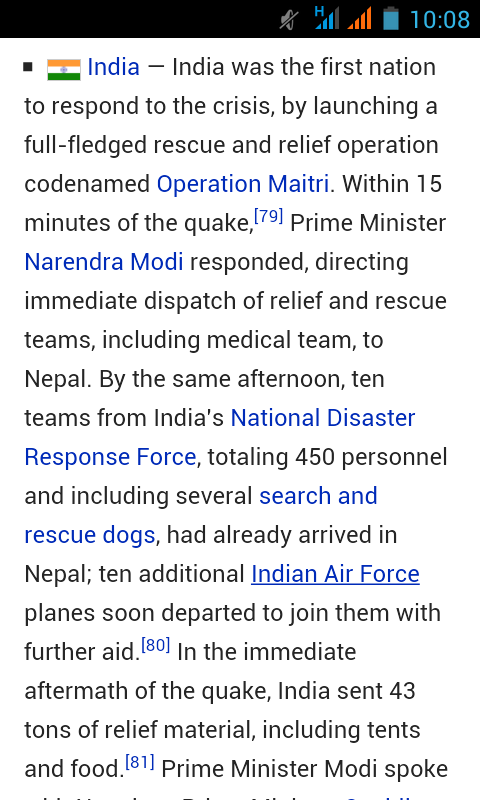 H 10:08
India — India was the first nation
to respond to the crisis, by launching a
full-fledged rescue and relief operation
codenamed Operation Maitri. Within 15
minutes of the quake,[79] Prime Minister
Narendra Modi responded, directing
immediate dispatch of relief and rescue
teams, including medical team, to
Nepal. By the same afternoon, ten
teams from India's National Disaster
Response Force, totaling 450 personnel
and including several search and
rescue dogs, had already arrived in
Nepal; ten additional Indian Air Force
planes soon departed to join them with
further aid.[80] In the immediate
aftermath of the quake, India sent 43
tons of relief material, including tents
and food.[81] Prime Minister Modi spoke